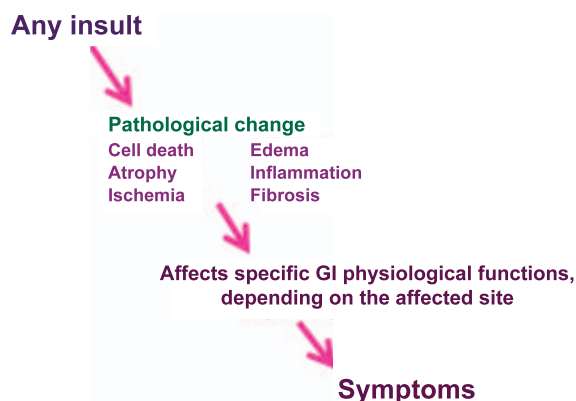 Any insult
Pathological change
Cell death Edema
Atrophy Inflammation
Ischemia Fibrosis
Affects specific GI physiological functions,
depending on the affected site
Symptoms